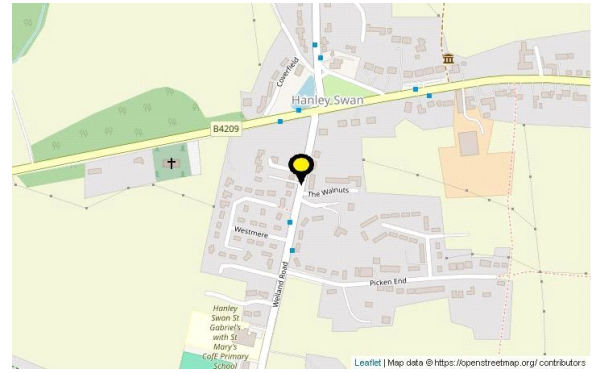 Coverfield
Hanley Swan
B4209
The Walnuts
Westmere
Welland Road
Picken End
Hanley
Swan St
Gabriel's
with St
Mary's
CofE Primary
School
Leaflet | Map data © https://openstreetmap.org/ contributors